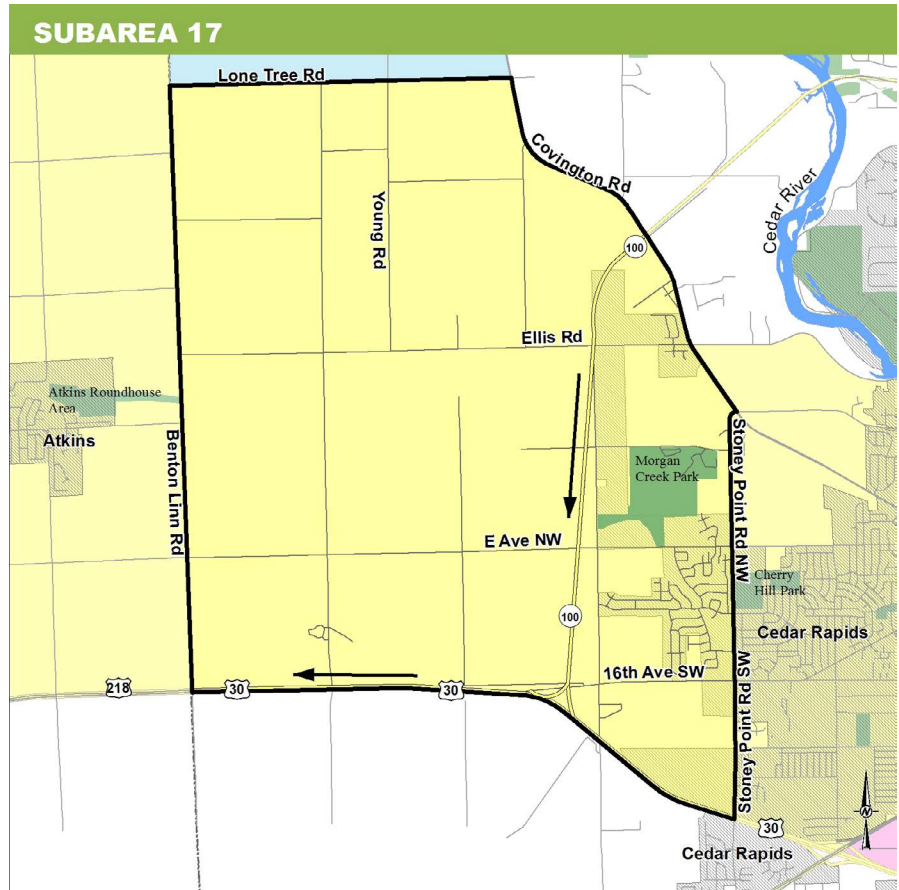 SUBAREA 17
Lone Tree Rd
Covington Rd
Cedar River
Young Rd
100
Ellis Rd
Atkins Roundhouse
Area
Atkins
Benton Linn Rd
Stoney Point Rd NW
Morgan
Creek Park
E Ave NW
Cherry
Hill Park
100
Cedar Rapids
16th Ave SW
218
30
30
Stoney Point Rd SW
N
30
Cedar Rapids